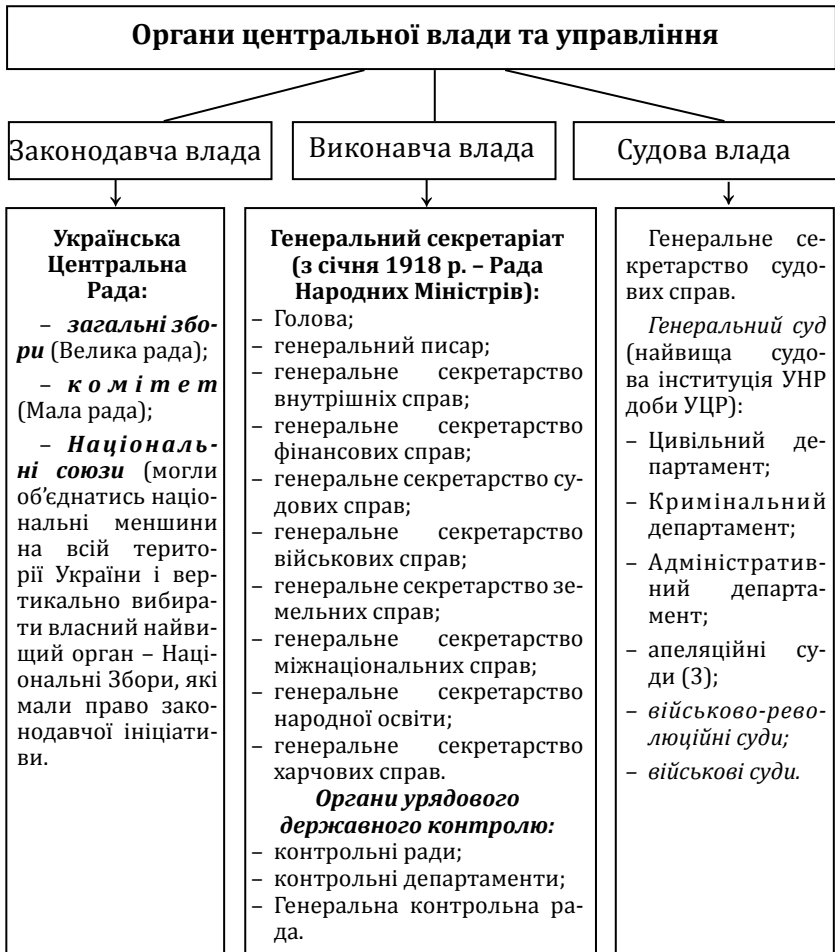 Органи центральної влади та управління
Законодавча влада
Виконавча влада
Судова влада
Українська
Центральна
Рада:
– загальні збо-
ри (Велика рада);
– комітет
(Мала рада);
– Національ-
ні союзи (могли
об’єднатись націо-
нальні меншини
на всій терито-
рії України і вер-
тикально вибира-
ти власний найви-
щий орган – Наці-
ональні Збори, які
мали право зако-
нодавчої ініціати-
ви.
Генеральний секретаріат
(з січня 1918 р. – Рада
Народних Міністрів):
– Голова;
– генеральний писар;
– генеральне секретарство
внутрішніх справ;
– генеральне секретарство
фінансових справ;
– генеральне секретарство су-
дових справ;
– генеральне секретарство
військових справ;
– генеральне секретарство зе-
мельних справ;
– генеральне секретарство
міжнаціональних справ;
– генеральне секретарство
народної освіти;
– генеральне секретарство
харчових справ.
Органи урядового
державного контролю:
– контрольні ради;
– контрольні департаменти;
– Генеральна контрольна ра-
да.
Генеральне се-
кретарство судо-
вих справ.
Генеральний суд
(найвища судо-
ва інституція УНР
доби УЦР):
– Цивільний де-
партамент;
– Кримінальний
департамент;
– Адміністратив-
ний департа-
мент;
– апеляційні су-
ди (3);
– військово-рево-
люційні суди;
– військові суди.